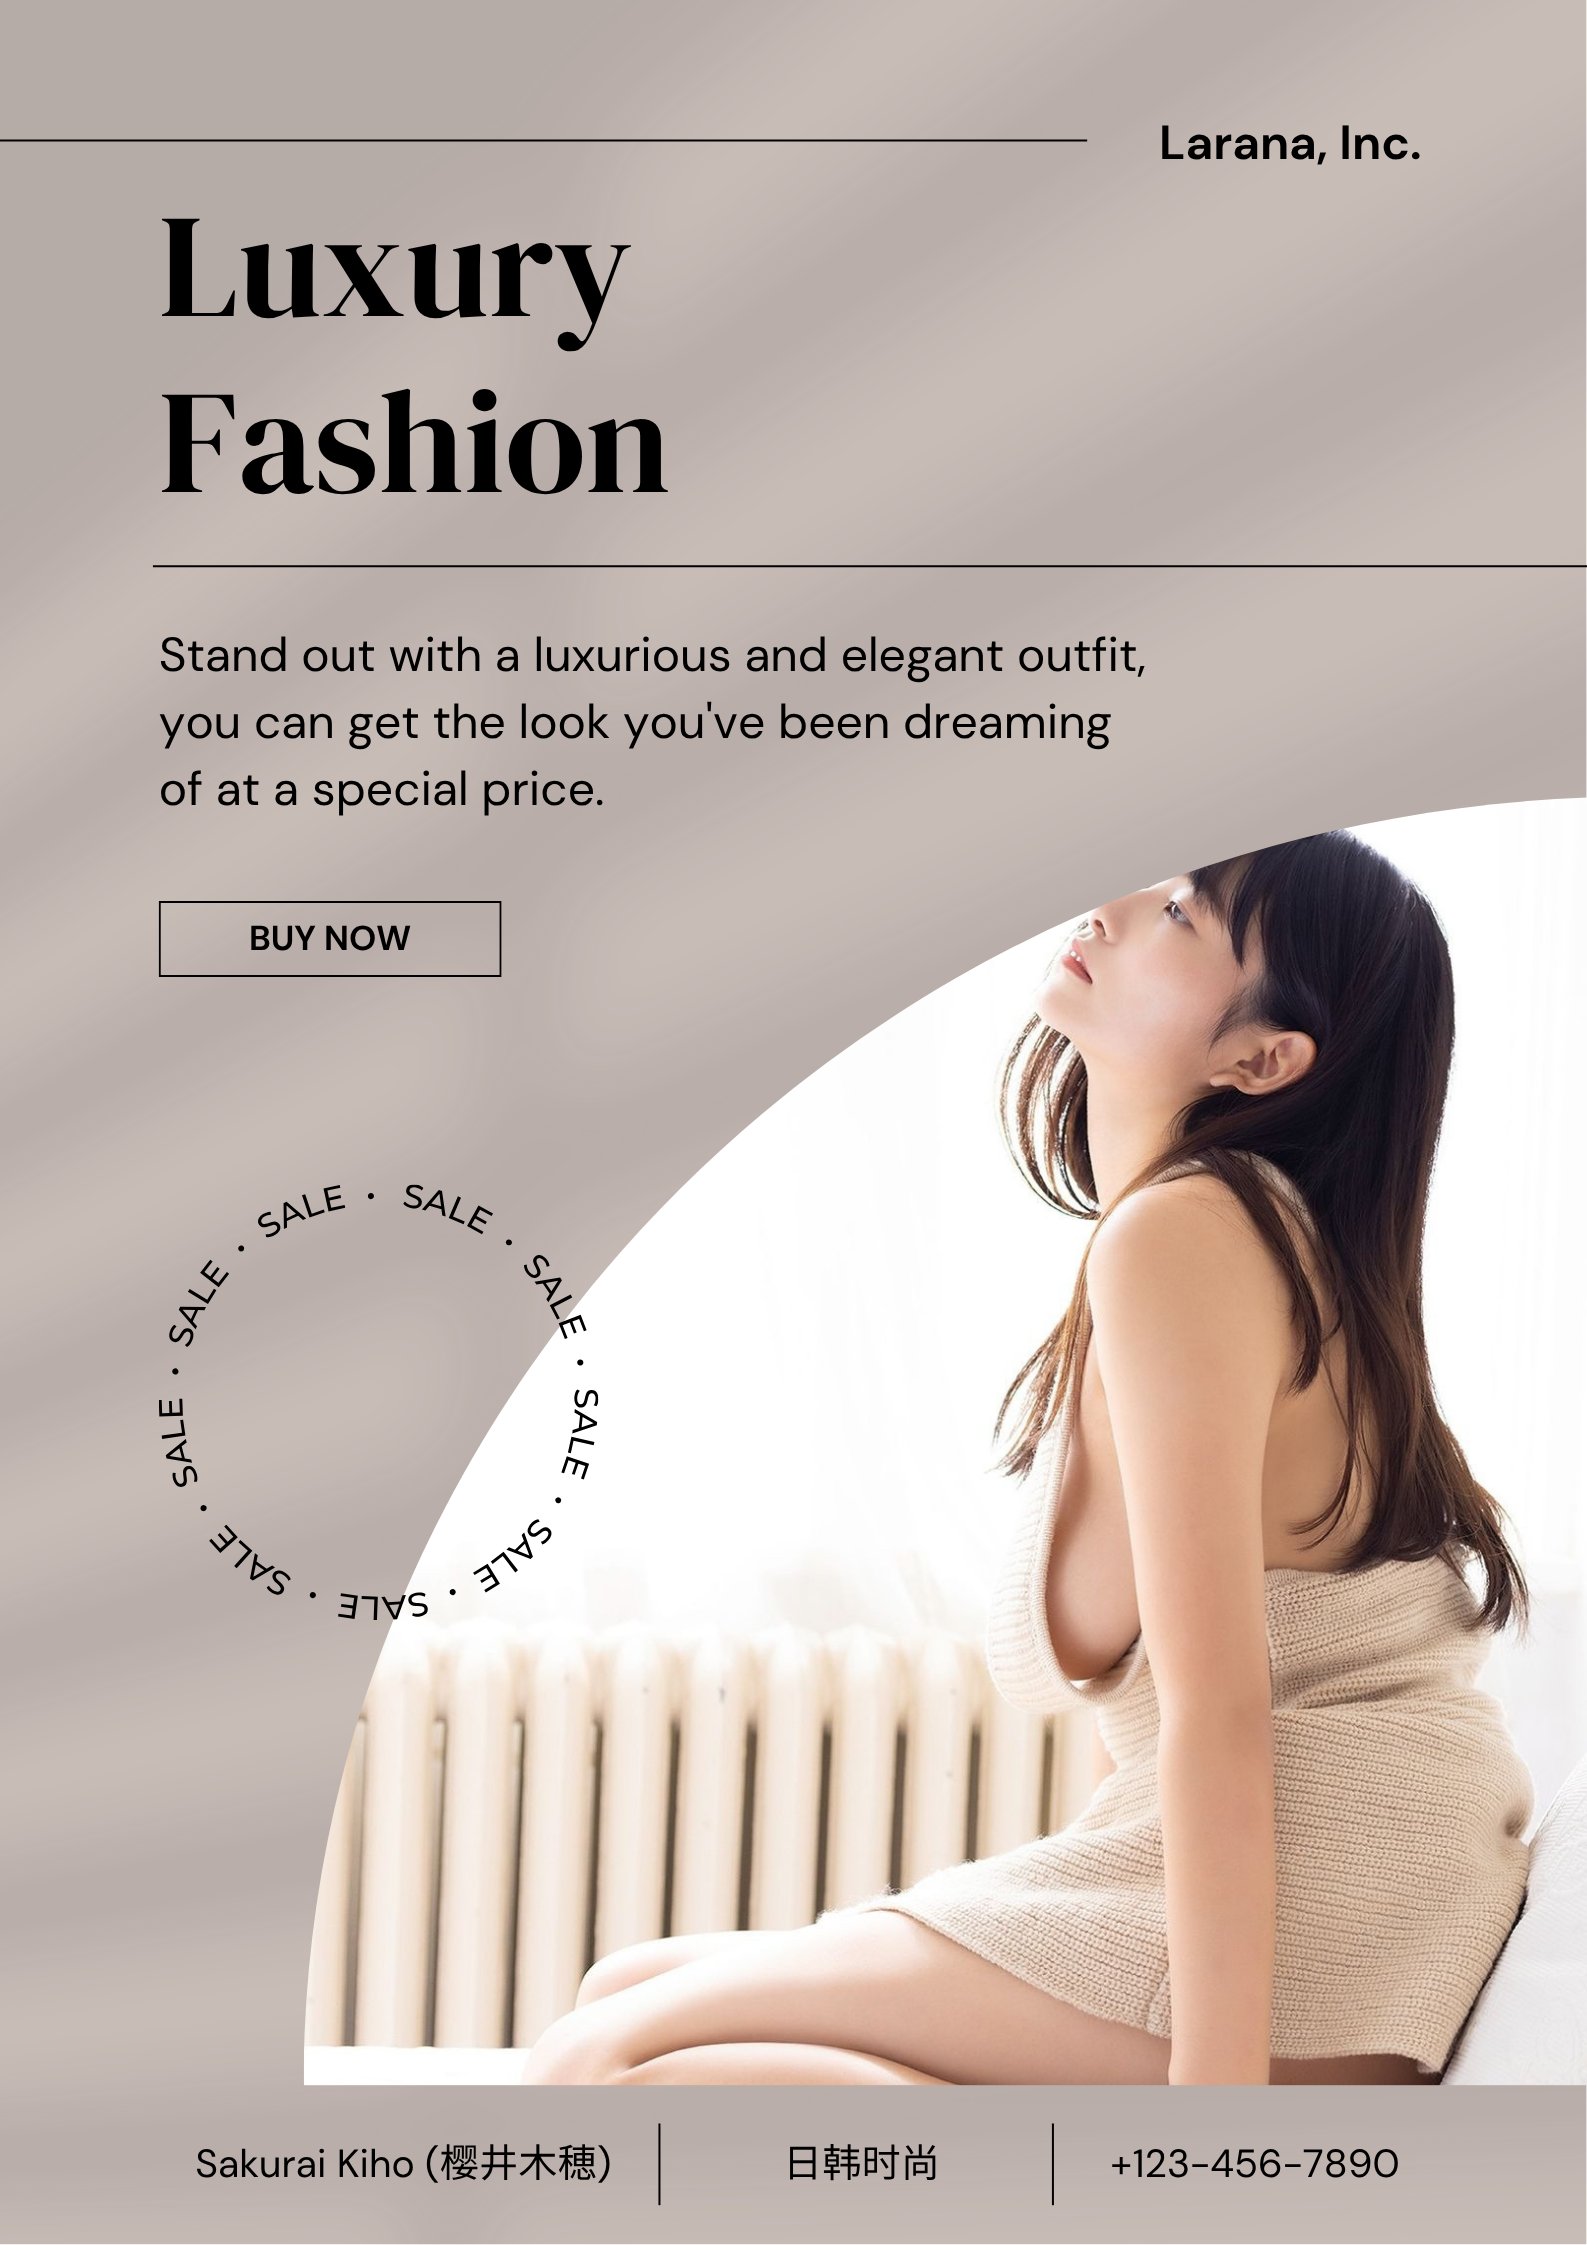 Larana, Inc.
Luxury
Fashion
Stand out with a luxurious and elegant outfit,
you can get the look you've been dreaming
of at a special price.
BUY NOW
SALE · SALE · SALE · SALE · SALE · SALE · SALE · SALE · SALE ·
Sakurai Kiho (樱井木穂)
日韩时尚
+123-456-7890